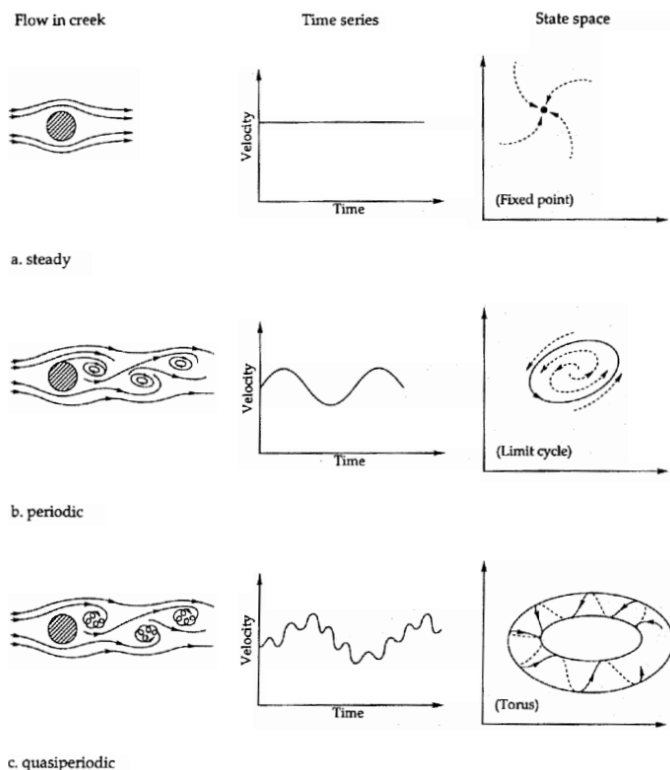 Flow in creek
Time series
State space
Velocity
Time
(Fixed point)
a. steady
Velocity
Time
(Limit cycle)
b. periodic
Velocity
Time
(Torus)
c. quasiperiodic